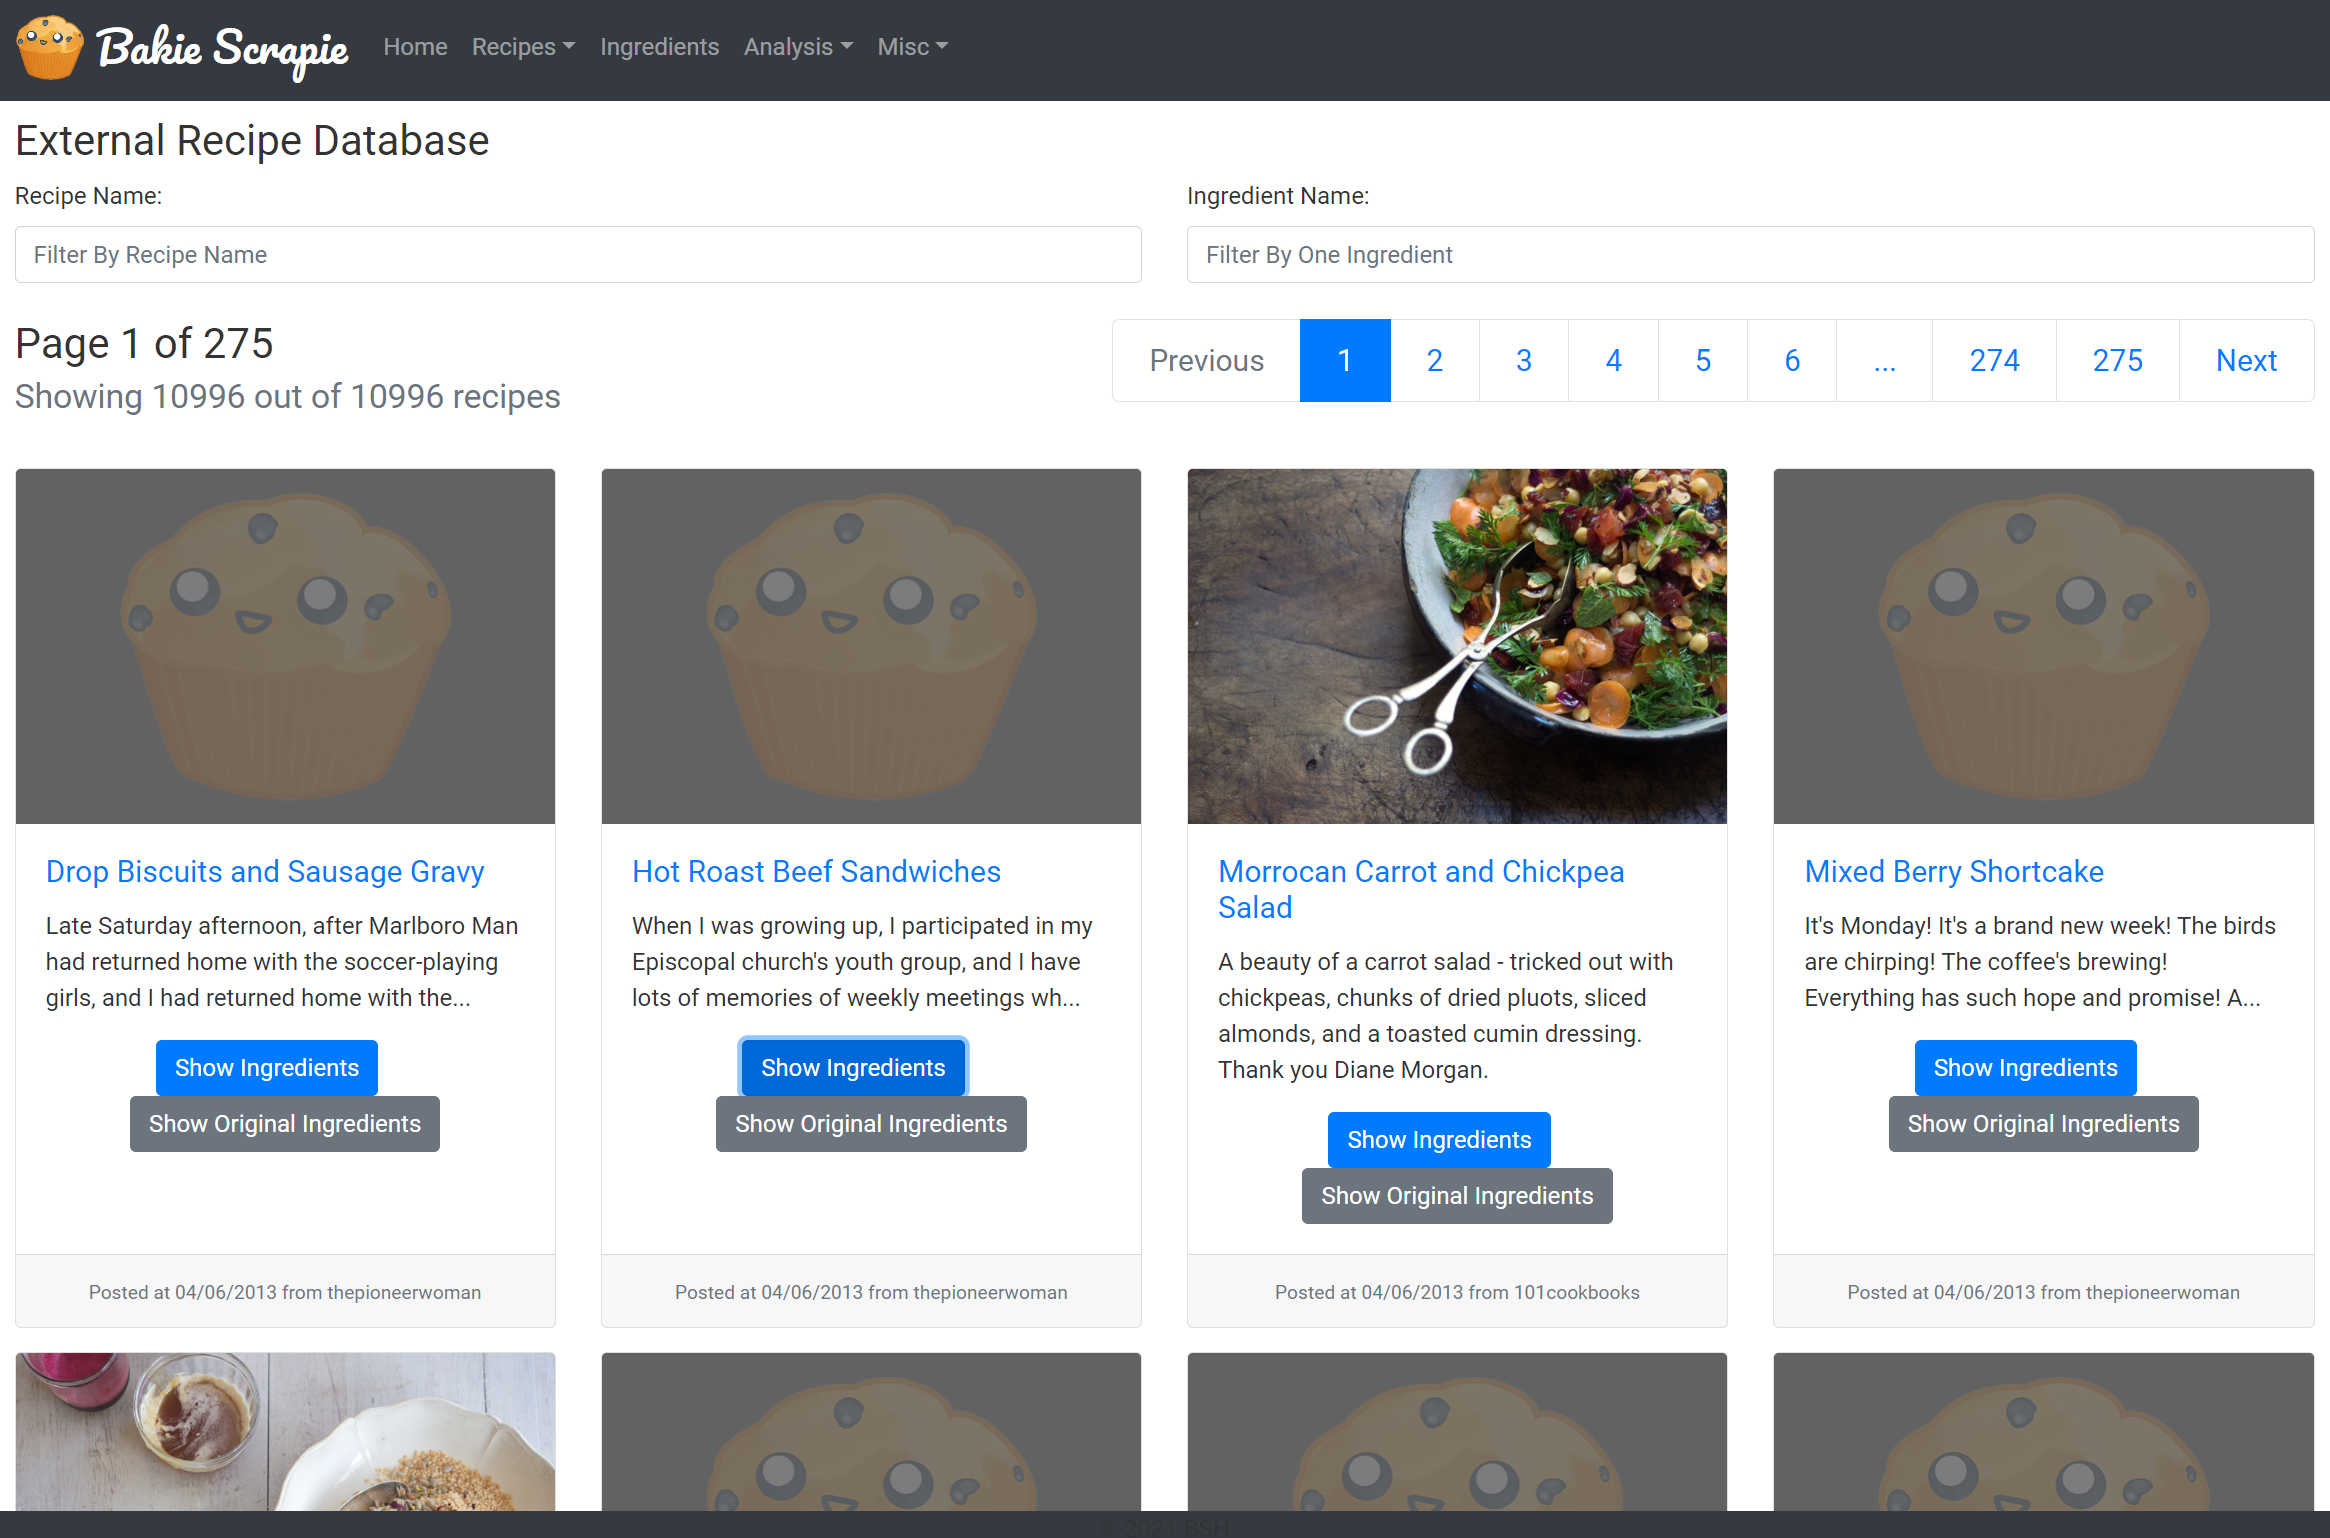 Bakie Scrapie Home Recipes Ingredients Analysis Misc
External Recipe Database
Recipe Name:
Filter By Recipe Name
Ingredient Name:
Filter By One Ingredient
Page 1 of 275
Showing 10996 out of 10996 recipes
Previous 1 2 3 4 5 6 ... 274 275 Next
Drop Biscuits and Sausage Gravy
Late Saturday afternoon, after Marlboro Man
had returned home with the soccer-playing
girls, and I had returned home with the...
Show Ingredients
Show Original Ingredients
Posted at 04/06/2013 from thepioneerwoman
Hot Roast Beef Sandwiches
When I was growing up, I participated in my
Episcopal church's youth group, and I have
lots of memories of weekly meetings wh...
Show Ingredients
Show Original Ingredients
Posted at 04/06/2013 from thepioneerwoman
Morrocan Carrot and Chickpea
Salad
A beauty of a carrot salad - tricked out with
chickpeas, chunks of dried pluots, sliced
almonds, and a toasted cumin dressing.
Thank you Diane Morgan.
Show Ingredients
Show Original Ingredients
Posted at 04/06/2013 from 101cookbooks
Mixed Berry Shortcake
It's Monday! It's a brand new week! The birds
are chirping! The coffee's brewing!
Everything has such hope and promise! A...
Show Ingredients
Show Original Ingredients
Posted at 04/06/2013 from thepioneerwoman
© 2021 BSH